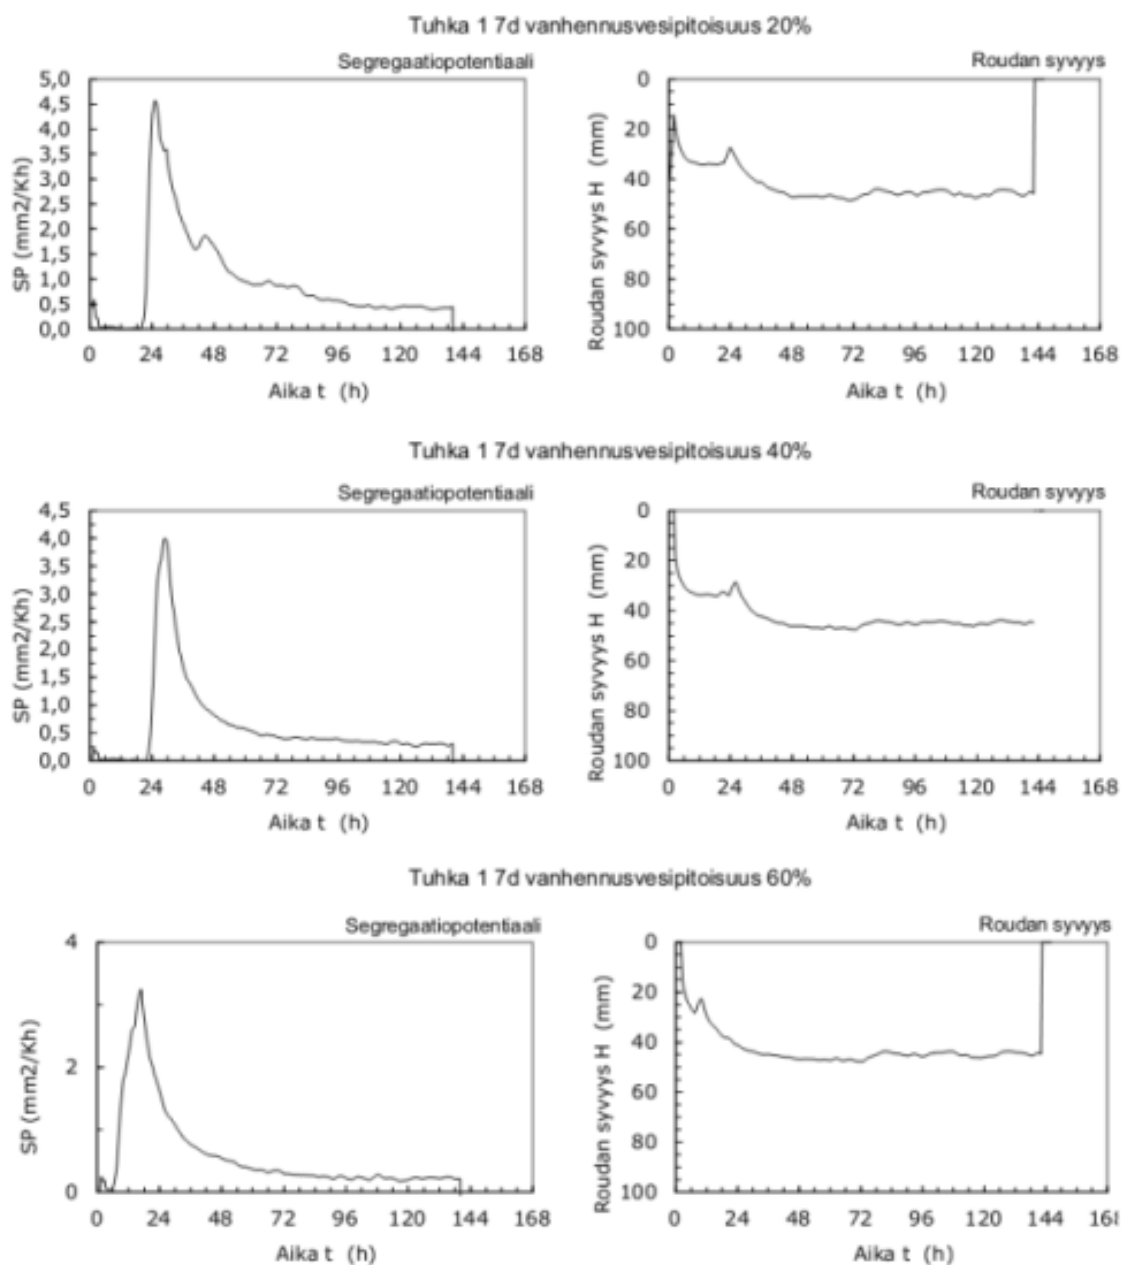 Tuhka 1 7d vanhennusvesipitoisuus 20%
Segregaatiopotentiaali
SP (mm2/Kh)
5,0
4,5
4,0
3,5
3,0
2,5
2,0
1,5
1,0
0,5
0,0
0 24 48 72 96 120 144 168
Aika t (h)
Roudan syvyys
Roudan syvyys H (mm)
0
20
40
60
80
100
0 24 48 72 96 120 144 168
Aika t (h)
Tuhka 1 7d vanhennusvesipitoisuus 40%
Segregaatiopotentiaali
SP (mm2/Kh)
4,5
4,0
3,5
3,0
2,5
2,0
1,5
1,0
0,5
0,0
0 24 48 72 96 120 144 168
Aika t (h)
Roudan syvyys
Roudan syvyys H (mm)
0
20
40
60
80
100
0 24 48 72 96 120 144 168
Aika t (h)
Tuhka 1 7d vanhennusvesipitoisuus 60%
Segregaatiopotentiaali
SP (mm2/Kh)
4
2
0
0 24 48 72 96 120 144 168
Aika t (h)
Roudan syvyys
Roudan syvyys H (mm)
0
20
40
60
80
100
0 24 48 72 96 120 144 168
Aika t (h)